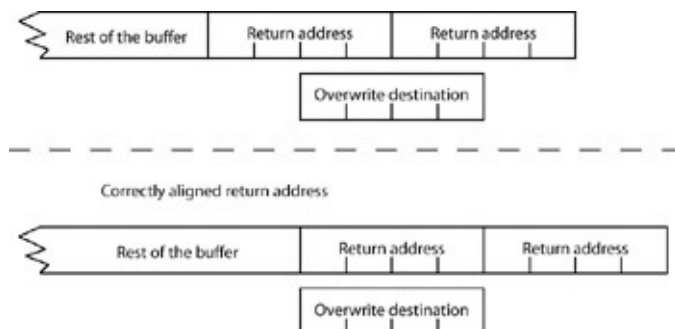 Rest of the buffer Return address Return address
Overwrite destination
Correctly aligned return address
Rest of the buffer Return address Return address
Overwrite destination